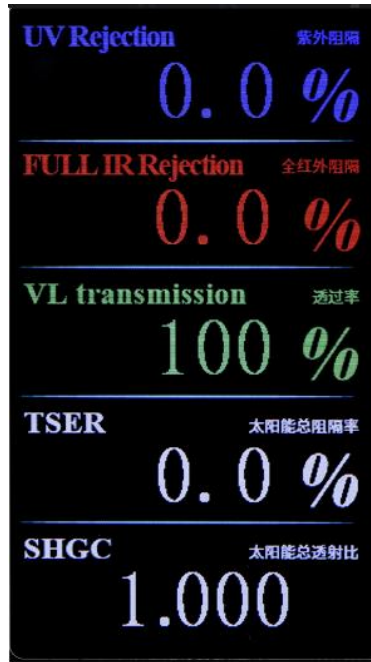 UV Rejection 紫外阻隔
0.0 %
FULL IR Rejection 全红外阻隔
0.0 %
VL transmission 透过率
100 %
TSER 太阳能总阻隔率
0.0 %
SHGC 太阳能总透射比
1.000